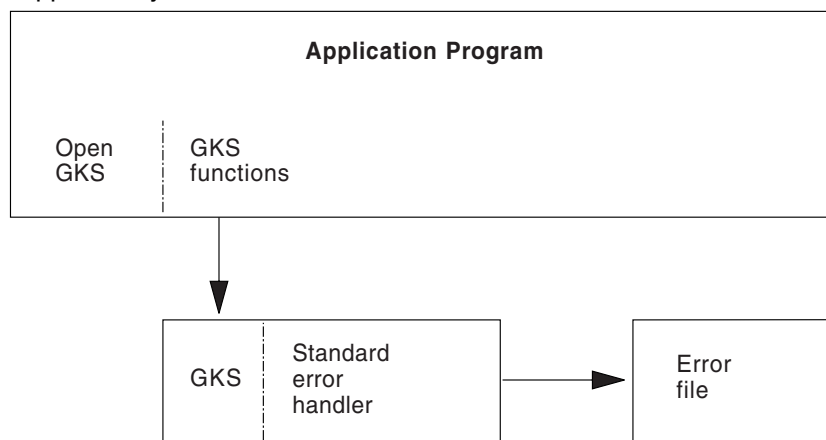 Application Program
Open
GKS
GKS
functions
GKS
Standard
error
handler
Error
file